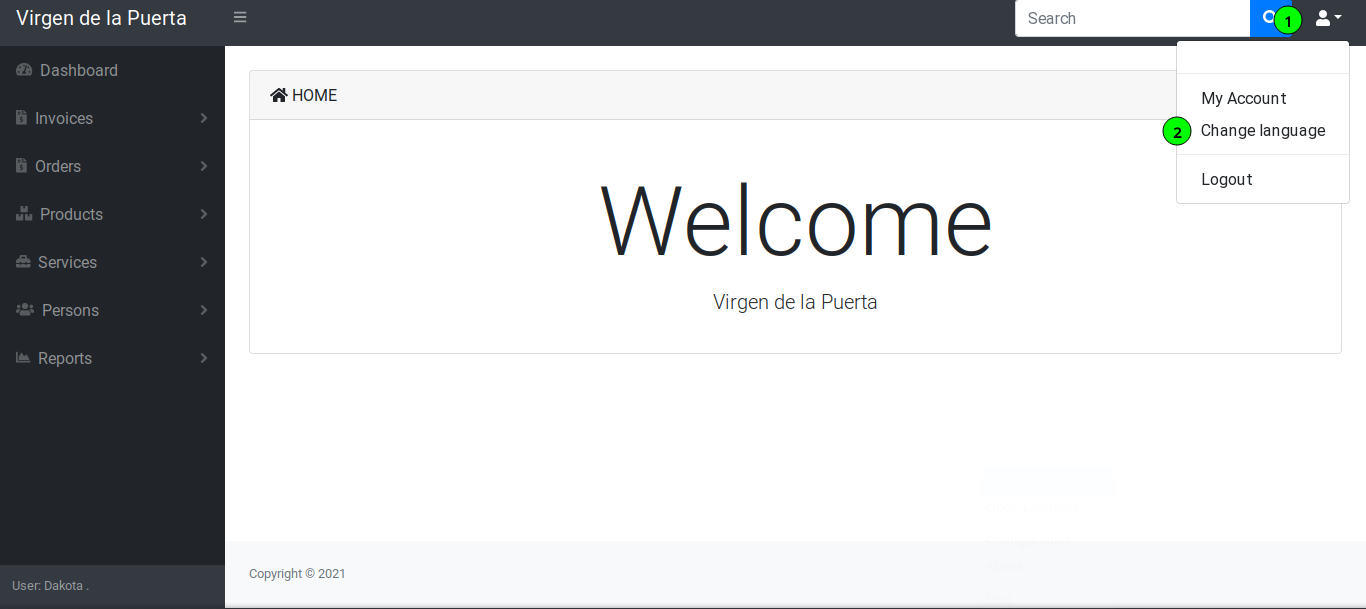 Virgen de la Puerta
Search
1
Dashboard
Invoices
Orders
Products
Services
Persons
Reports
User: Dakota .
HOME
Welcome
Virgen de la Puerta
My Account
2
Change language
Logout
Copyright © 2021